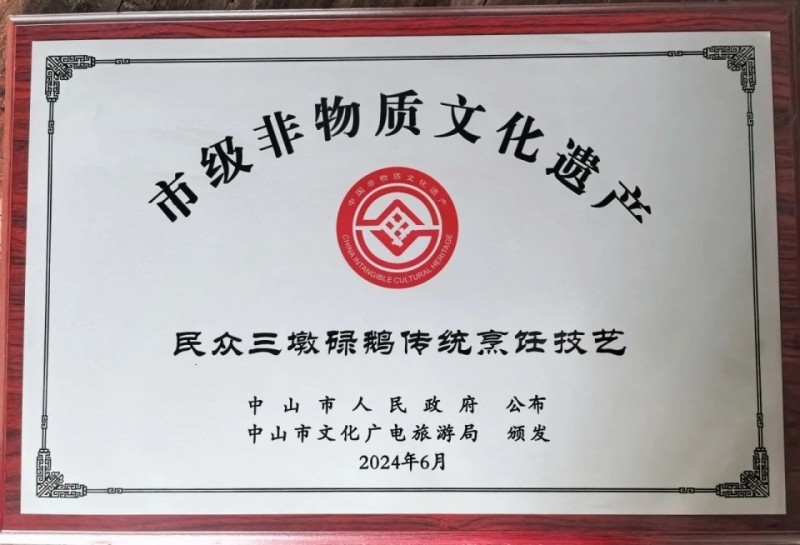 市级非物质文化遗产
中国非物质文化遗产
CHINA INTANGIBLE CULTURAL HERITAGE
民众三墩碌鹅传统烹饪技艺
中山市人民政府 公布
中山市文化广电旅游局 颁发
2024年6月